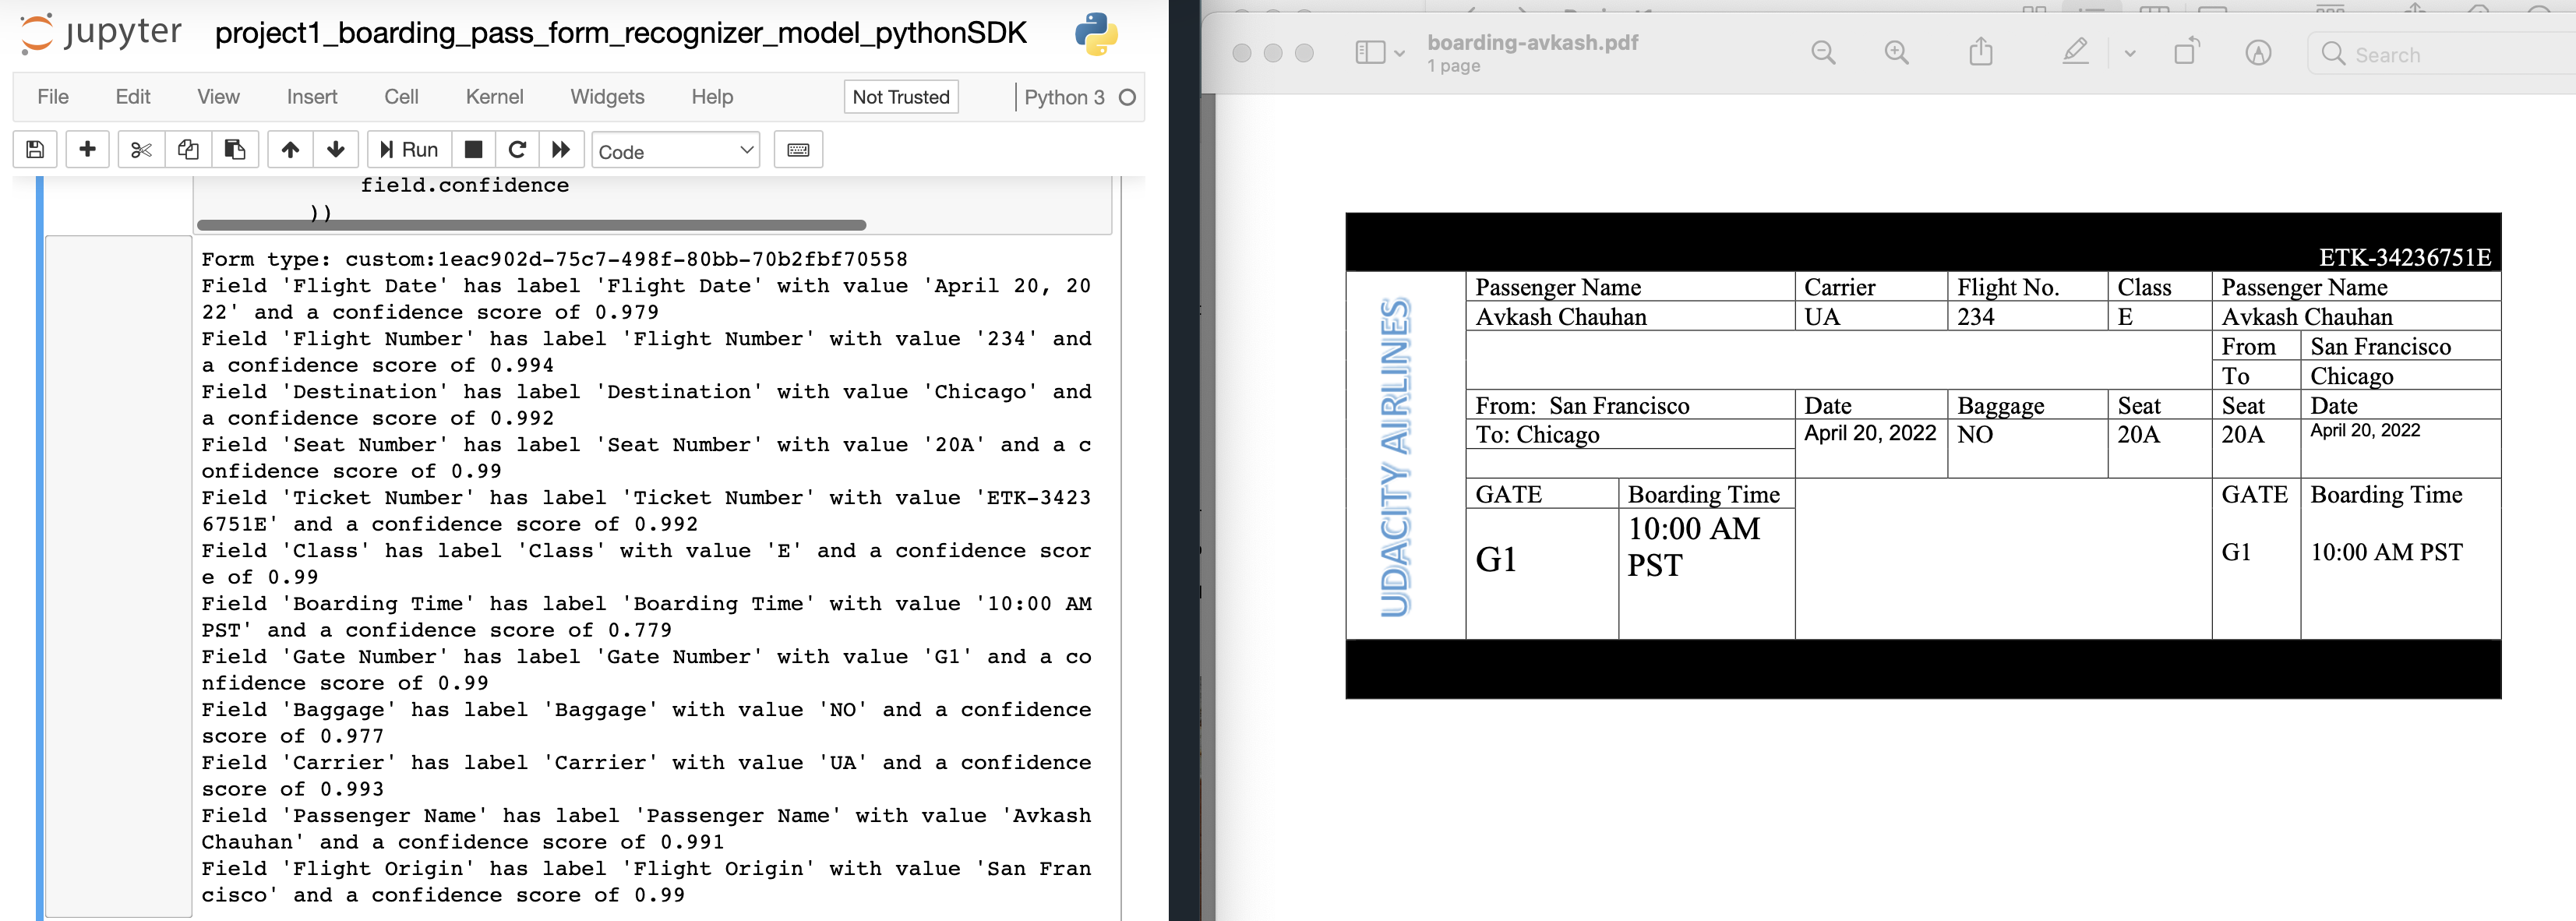 jupyter project1_boarding_pass_form_recognizer_model_pythonSDK
File Edit View Insert Cell Kernel Widgets Help Not Trusted Python 3
Run Code
field.confidence
))
Form type: custom:1eac902d-75c7-498f-80bb-70b2fbf70558
Field 'Flight Date' has label 'Flight Date' with value 'April 20, 20
22' and a confidence score of 0.979
Field 'Flight Number' has label 'Flight Number' with value '234' and
a confidence score of 0.994
Field 'Destination' has label 'Destination' with value 'Chicago' and
a confidence score of 0.992
Field 'Seat Number' has label 'Seat Number' with value '20A' and a c
onfidence score of 0.99
Field 'Ticket Number' has label 'Ticket Number' with value 'ETK-3423
6751E' and a confidence score of 0.992
Field 'Class' has label 'Class' with value 'E' and a confidence scor
e of 0.99
Field 'Boarding Time' has label 'Boarding Time' with value '10:00 AM
PST' and a confidence score of 0.779
Field 'Gate Number' has label 'Gate Number' with value 'G1' and a co
nfidence score of 0.99
Field 'Baggage' has label 'Baggage' with value 'NO' and a confidence
score of 0.977
Field 'Carrier' has label 'Carrier' with value 'UA' and a confidence
score of 0.993
Field 'Passenger Name' has label 'Passenger Name' with value 'Avkash
Chauhan' and a confidence score of 0.991
Field 'Flight Origin' has label 'Flight Origin' with value 'San Fran
cisco' and a confidence score of 0.99
boarding-avkash.pdf
1 page
Search
ETK-34236751E
UDACITY AIRLINES
Passenger Name Carrier Flight No. Class Passenger Name
Avkash Chauhan UA 234 E Avkash Chauhan
From San Francisco
To Chicago
From: San Francisco Date Baggage Seat Seat Date
To: Chicago April 20, 2022 NO 20A 20A April 20, 2022
GATE Boarding Time GATE Boarding Time
10:00 AM
G1 PST G1 10:00 AM PST